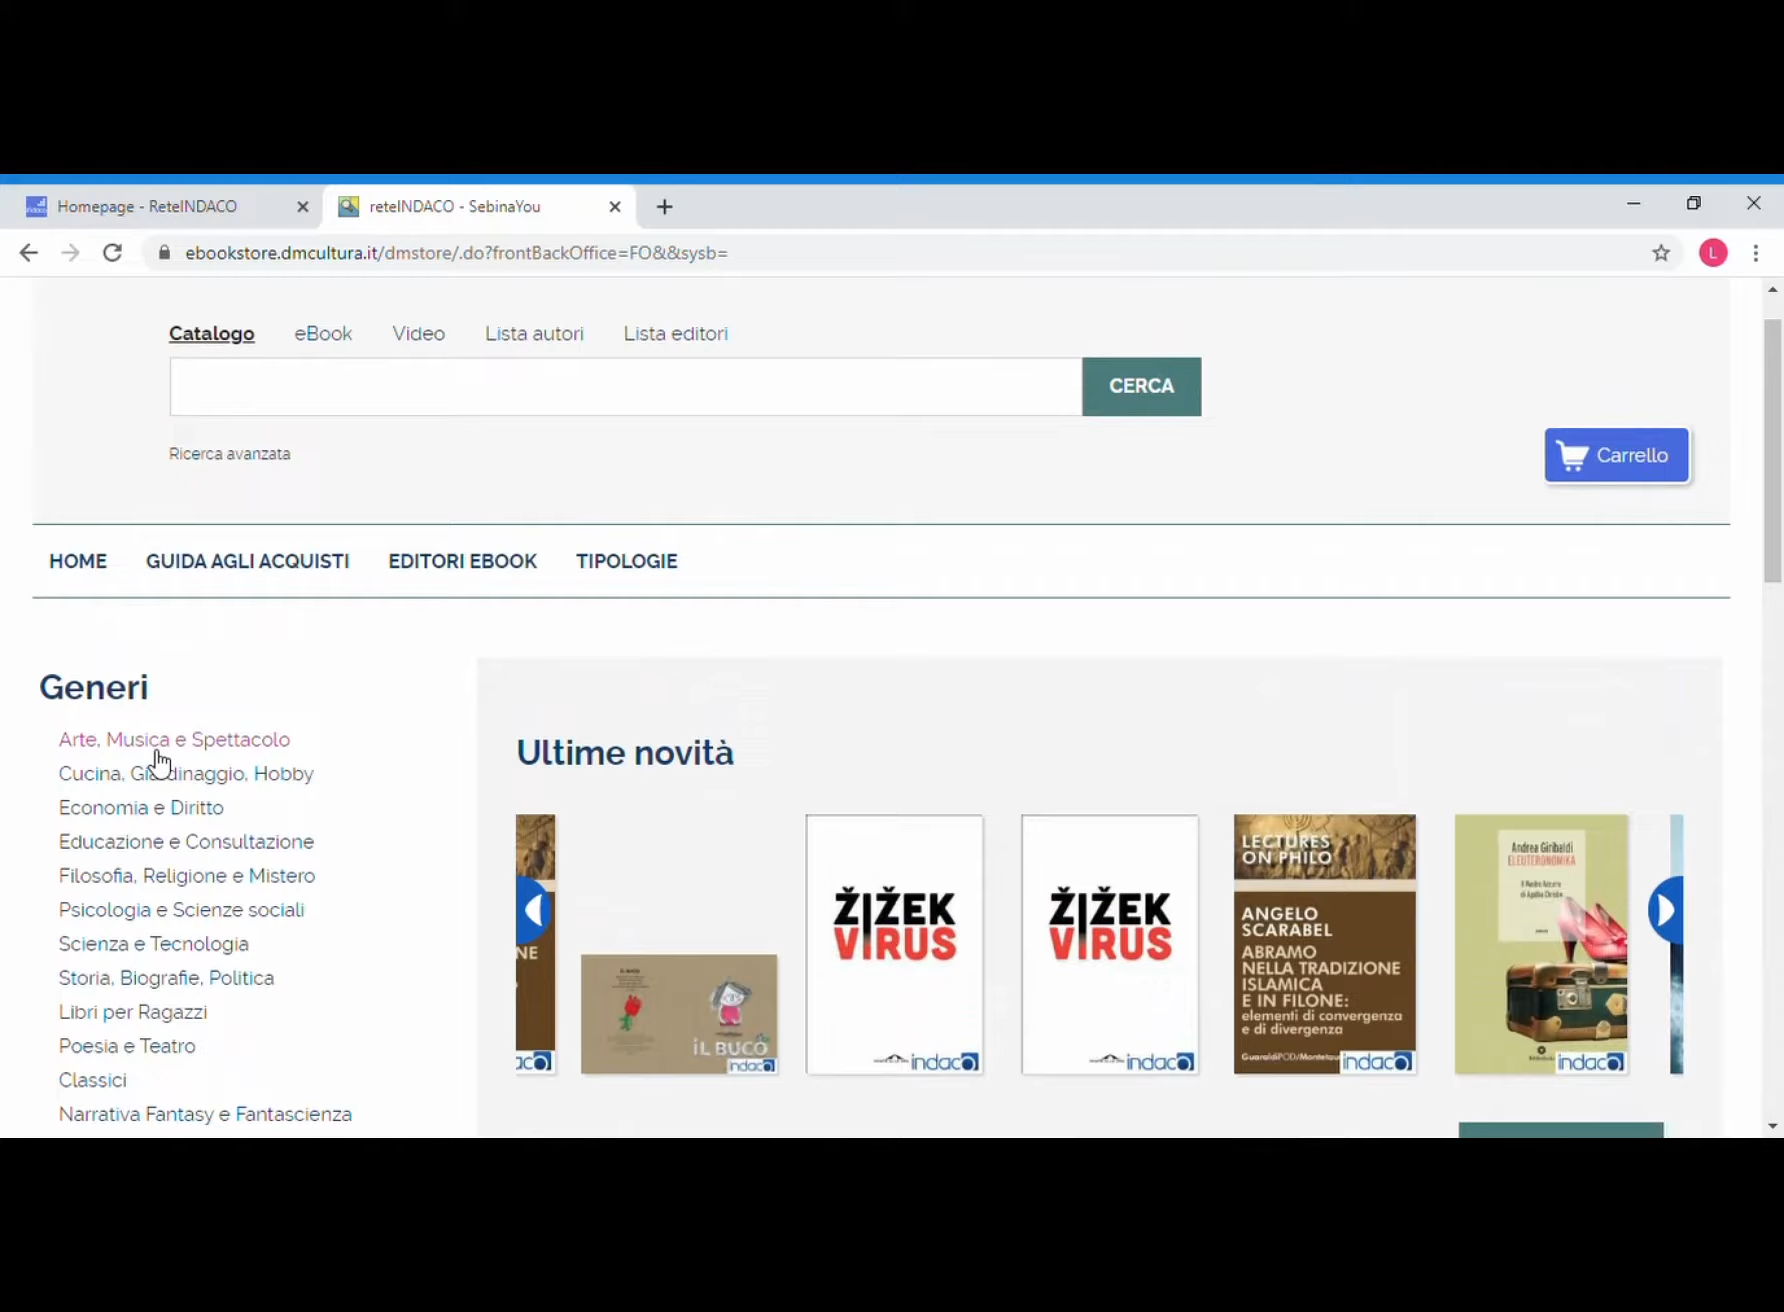 Homepage - ReteINDACO
reteINDACO - SebinaYou
ebookstore.dmcultura.it/dmstore/.do?frontBackOffice=FO&&sysb=
L
Catalogo eBook Video Lista autori Lista editori
CERCA
Ricerca avanzata
Carrello
HOME GUIDA AGLI ACQUISTI EDITORI EBOOK TIPOLOGIE
Generi
Arte, Musica e Spettacolo
Cucina, Giardinaggio, Hobby
Economia e Diritto
Educazione e Consultazione
Filosofia, Religione e Mistero
Psicologia e Scienze sociali
Scienza e Tecnologia
Storia, Biografie, Politica
Libri per Ragazzi
Poesia e Teatro
Classici
Narrativa Fantasy e Fantascienza
Ultime novità
NE
IL BUCO
iL BUCO
indaco
ŽIŽEK
VIRUS
indaco
ŽIŽEK
VIRUS
indaco
LECTURES
ON PHILO
ANGELO
SCARABEL
ABRAMO
NELLA TRADIZIONE
ISLAMICA
E IN FILONE:
elementi di convergenza
e di divergenza
indaco
Andrea Giribaldi
ELEUTERONOMIKA
indaco